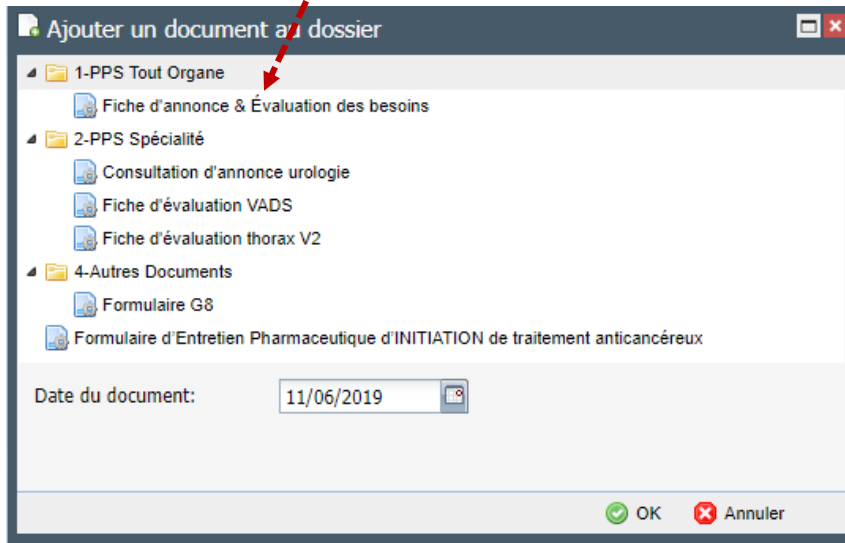 Ajouter un document au dossier
1-PPS Tout Organe
Fiche d'annonce & Évaluation des besoins
2-PPS Spécialité
Consultation d'annonce urologie
Fiche d'évaluation VADS
Fiche d'évaluation thorax V2
4-Autres Documents
Formulaire G8
Formulaire d'Entretien Pharmaceutique d'INITIATION de traitement anticancéreux
Date du document: 11/06/2019
OK Annuler